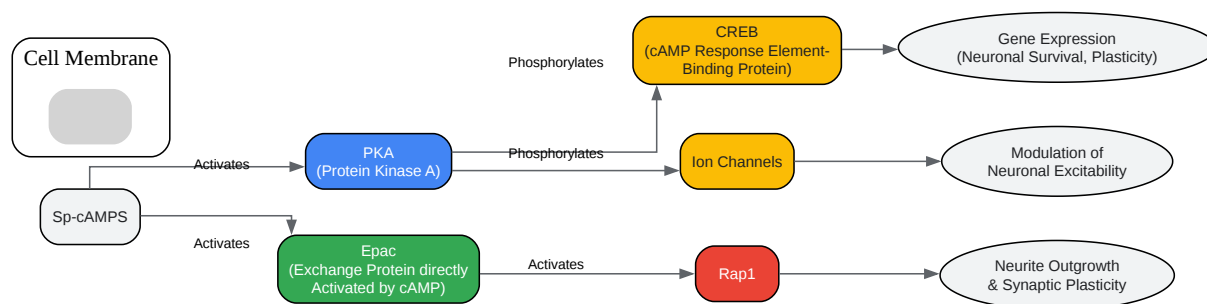 Cell Membrane
Sp-cAMPS
Activates
Activates
PKA
(Protein Kinase A)
Epac
(Exchange Protein directly
Activated by cAMP)
Phosphorylates
Phosphorylates
Activates
CREB
(cAMP Response Element-
Binding Protein)
Ion Channels
Rap1
Gene Expression
(Neuronal Survival, Plasticity)
Modulation of
Neuronal Excitability
Neurite Outgrowth
& Synaptic Plasticity